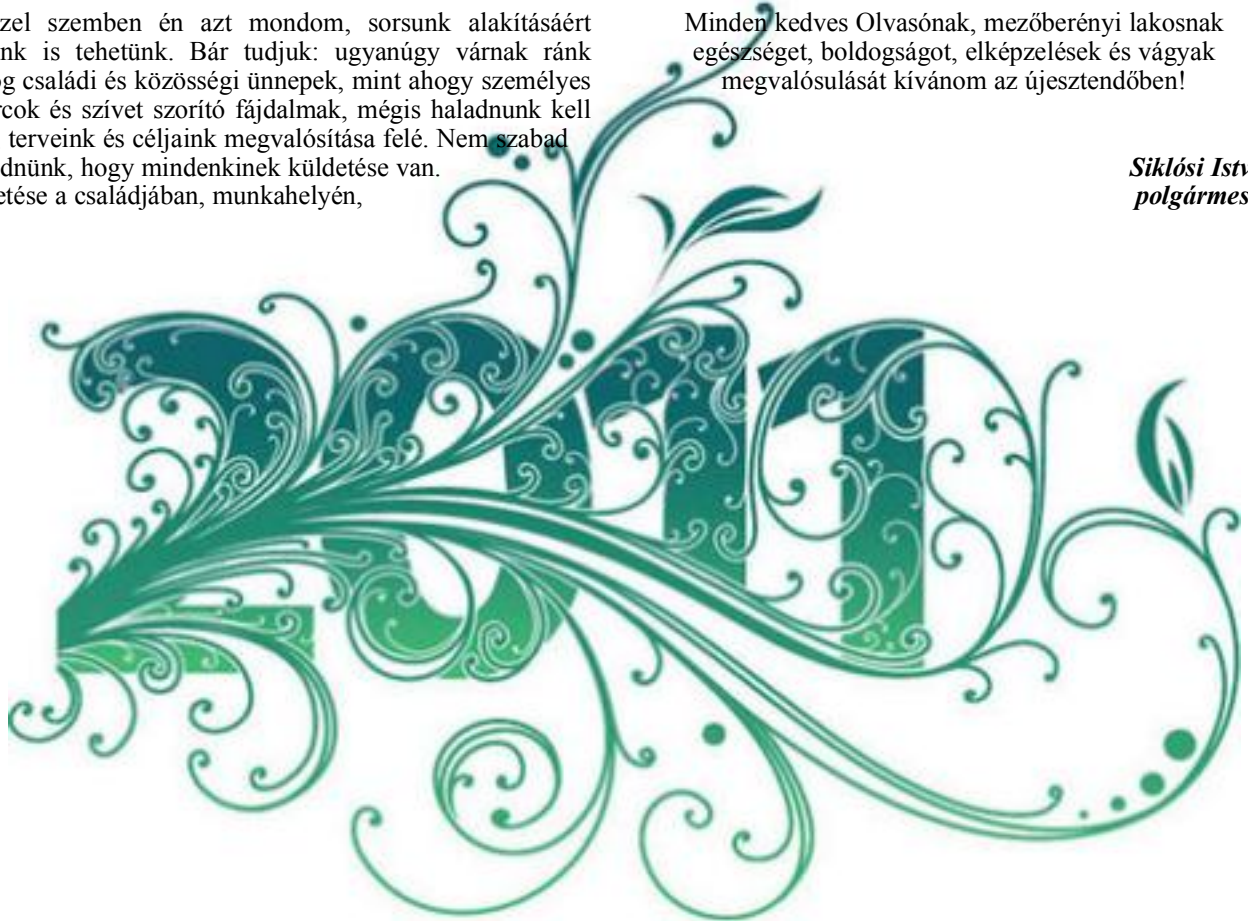 zel szemben én azt mondom, sorsunk alakításáért
nk is tehetünk. Bár tudjuk: ugyanúgy várnak ránk
g családi és közösségi ünnepek, mint ahogy személyes
rcok és szívet szorító fájdalmak, mégis haladnunk kell
terveink és céljaink megvalósítása felé. Nem szabad
dnünk, hogy mindenkinek küldetése van.
etése a családjában, munkahelyén,
Minden kedves Olvasónak, mezőberényi lakosnak
egészséget, boldogságot, elképzelések és vágyak
megvalósulását kívánom az újesztendőben!
Siklósi Istv
polgármes
2011